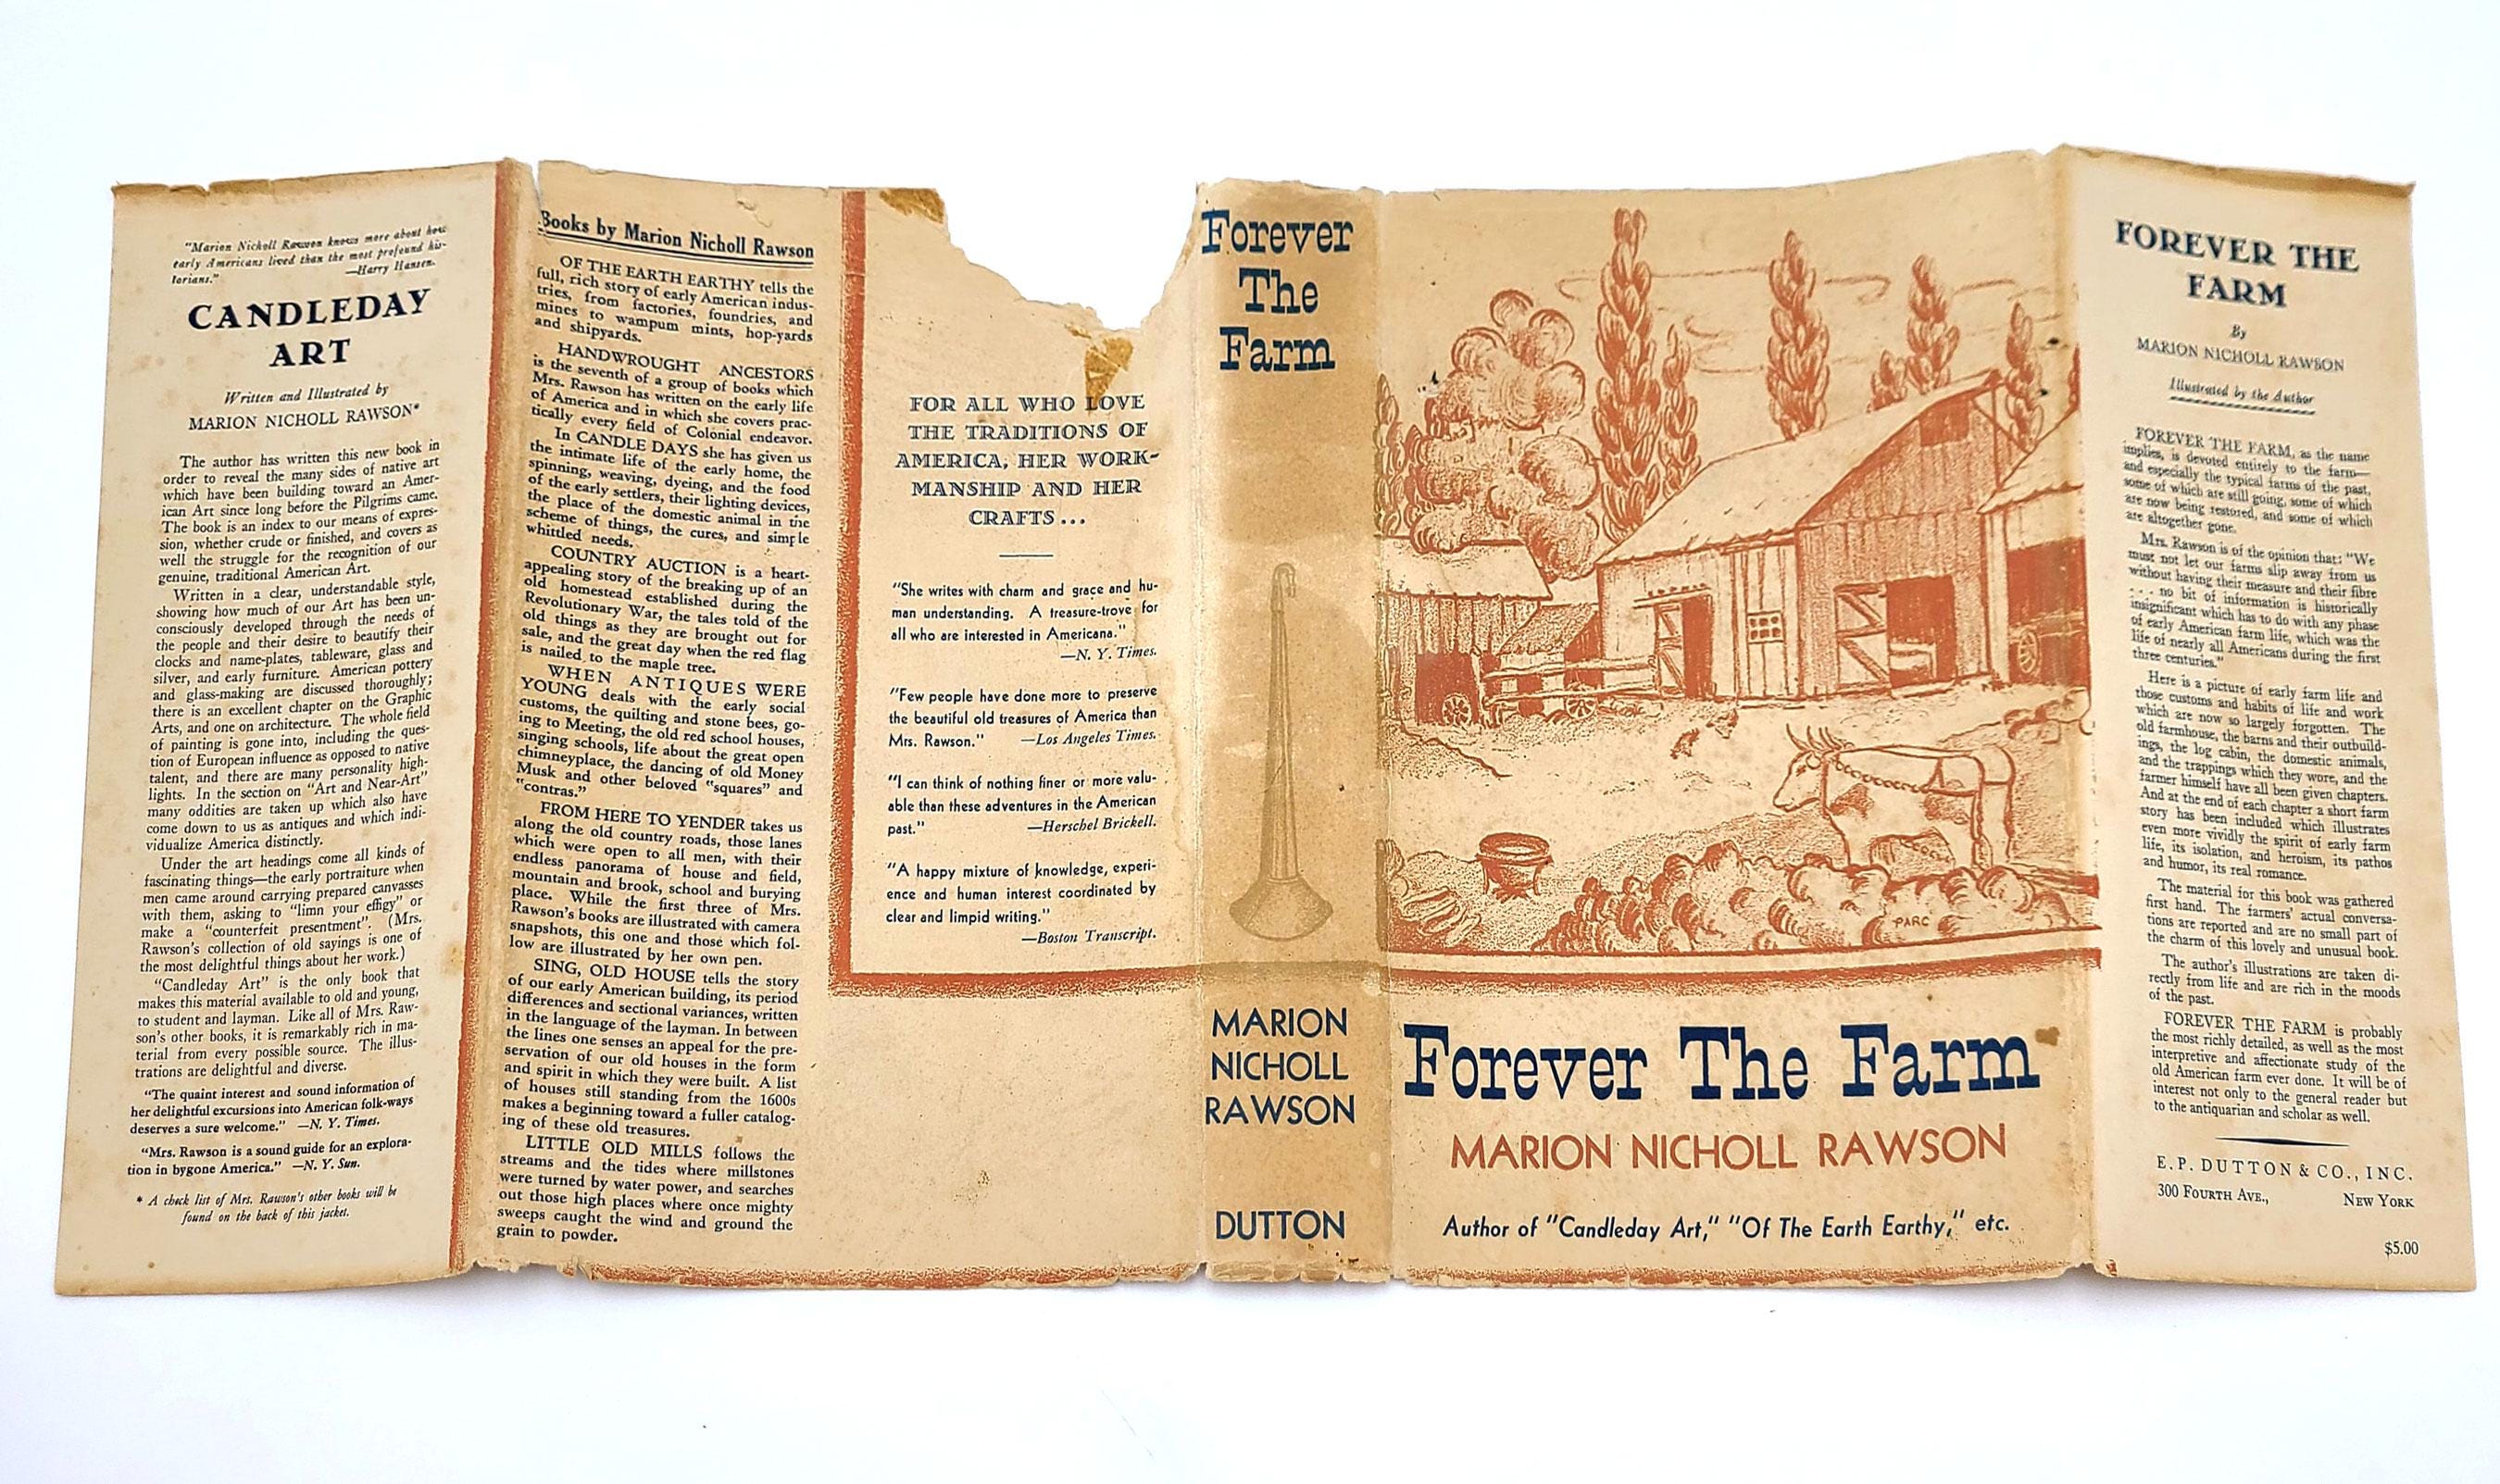 "Marion Nicholl Rawson knows more about how
early Americans lived than the most profound his-
torians."
—Harry Hansen.
CANDLEDAY
ART
Written and Illustrated by
MARION NICHOLL RAWSON*
The author has written this new book in
order to reveal the many sides of native art
which have been building toward an Amer-
ican Art since long before the Pilgrims came.
The book is an index to our means of expres-
sion, whether crude or finished, and covers as
well the struggle for the recognition of our
genuine, traditional American Art.
Written in a clear, understandable style,
showing how much of our Art has been un-
consciously developed through the needs of
the people and their desire to beautify their
clocks and name-plates, tableware, glass and
silver, and early furniture. American pottery
and glass-making are discussed thoroughly;
there is an excellent chapter on the Graphic
Arts, and one on architecture. The whole field
of painting is gone into, including the ques-
tion of European influence as opposed to native
talent, and there are many personality high-
lights. In the section on "Art and Near-Art"
many oddities are taken up which also have
come down to us as antiques and which indi-
vidualize America distinctly.
Under the art headings come all kinds of
fascinating things—the early portraiture when
men came around carrying prepared canvasses
with them, asking to "limn your effigy" or
make a "counterfeit presentment". (Mrs.
Rawson's collection of old sayings is one of
the most delightful things about her work.)
"Candleday Art" is the only book that
makes this material available to old and young,
to student and layman. Like all of Mrs. Raw-
son's other books, it is remarkably rich in ma-
terial from every possible source. The illus-
trations are delightful and diverse.
"The quaint interest and sound information of
her delightful excursions into American folk-ways
deserves a sure welcome." —N. Y. Times.
"Mrs. Rawson is a sound guide for an explora-
tion in bygone America." —N. Y. Sun.
* A check list of Mrs. Rawson's other books will be
found on the back of this jacket.
Books by Marion Nicholl Rawson
OF THE EARTH EARTHY tells the
full, rich story of early American indus-
tries, from factories, foundries, and
mines to wampum mints, hop-yards
and shipyards.
HANDWROUGHT ANCESTORS
is the seventh of a group of books which
Mrs. Rawson has written on the early life
of America and in which she covers prac-
tically every field of Colonial endeavor.
In CANDLE DAYS she has given us
the intimate life of the early home, the
spinning, weaving, dyeing, and the food
of the early settlers, their lighting devices,
the place of the domestic animal in the
scheme of things, the cures, and simple
whittled needs.
COUNTRY AUCTION is a heart-
appealing story of the breaking up of an
old homestead established during the
Revolutionary War, the tales told of the
old things as they are brought out for
sale, and the great day when the red flag
is nailed to the maple tree.
WHEN ANTIQUES WERE
YOUNG deals with the early social
customs, the quilting and stone bees, go-
ing to Meeting, the old red school houses,
singing schools, life about the great open
chimneyplace, the dancing of old Money
Musk and other beloved "squares" and
"contras."
FROM HERE TO YENDER takes us
along the old country roads, those lanes
which were open to all men, with their
endless panorama of house and field,
mountain and brook, school and burying
place. While the first three of Mrs.
Rawson's books are illustrated with camera
snapshots, this one and those which fol-
low are illustrated by her own pen.
SING, OLD HOUSE tells the story
of our early American building, its period
differences and sectional variances, written
in the language of the layman. In between
the lines one senses an appeal for the pre-
servation of our old houses in the form
and spirit in which they were built. A list
of houses still standing from the 1600s
makes a beginning toward a fuller catalog-
ing of these old treasures.
LITTLE OLD MILLS follows the
streams and the tides where millstones
were turned by water power, and searches
out those high places where once mighty
sweeps caught the wind and ground the
grain to powder.
FOR ALL WHO LOVE
THE TRADITIONS OF
AMERICA, HER WORK-
MANSHIP AND HER
CRAFTS...
"She writes with charm and grace and hu-
man understanding. A treasure-trove for
all who are interested in Americana."
—N. Y. Times.
"Few people have done more to preserve
the beautiful old treasures of America than
Mrs. Rawson." —Los Angeles Times.
"I can think of nothing finer or more valu-
able than these adventures in the American
past." —Herschel Brickell.
"A happy mixture of knowledge, experi-
ence and human interest coordinated by
clear and limpid writing."
—Boston Transcript.
Forever
The
Farm
MARION
NICHOLL
RAWSON
DUTTON
PARC
Forever The Farm
MARION NICHOLL RAWSON
Author of "Candleday Art," "Of The Earth Earthy," etc.
FOREVER THE
FARM
By
MARION NICHOLL RAWSON
Illustrated by the Author
FOREVER THE FARM, as the name
implies, is devoted entirely to the farm—
and especially the typical farms of the past,
some of which are still going, some of which
are now being restored, and some of which
are altogether gone.
Mrs. Rawson is of the opinion that: "We
must not let our farms slip away from us
without having their measure and their fibre
. . . no bit of information is historically
insignificant which has to do with any phase
of early American farm life, which was the
life of nearly all Americans during the first
three centuries."
Here is a picture of early farm life and
those customs and habits of life and work
which are now so largely forgotten. The
old farmhouse, the barns and their outbuild-
ings, the log cabin, the domestic animals,
and the trappings which they wore, and the
farmer himself have all been given chapters.
And at the end of each chapter a short farm
story has been included which illustrates
even more vividly the spirit of early farm
life, its isolation, and heroism, its pathos
and humor, its real romance.
The material for this book was gathered
first hand. The farmers' actual conversa-
tions are reported and are no small part of
the charm of this lovely and unusual book.
The author's illustrations are taken di-
rectly from life and are rich in the moods
of the past.
FOREVER THE FARM is probably
the most richly detailed, as well as the most
interpretive and affectionate study of the
old American farm ever done. It will be of
interest not only to the general reader but
to the antiquarian and scholar as well.
E. P. DUTTON & CO., INC.
300 FOURTH AVE., NEW YORK
$5.00